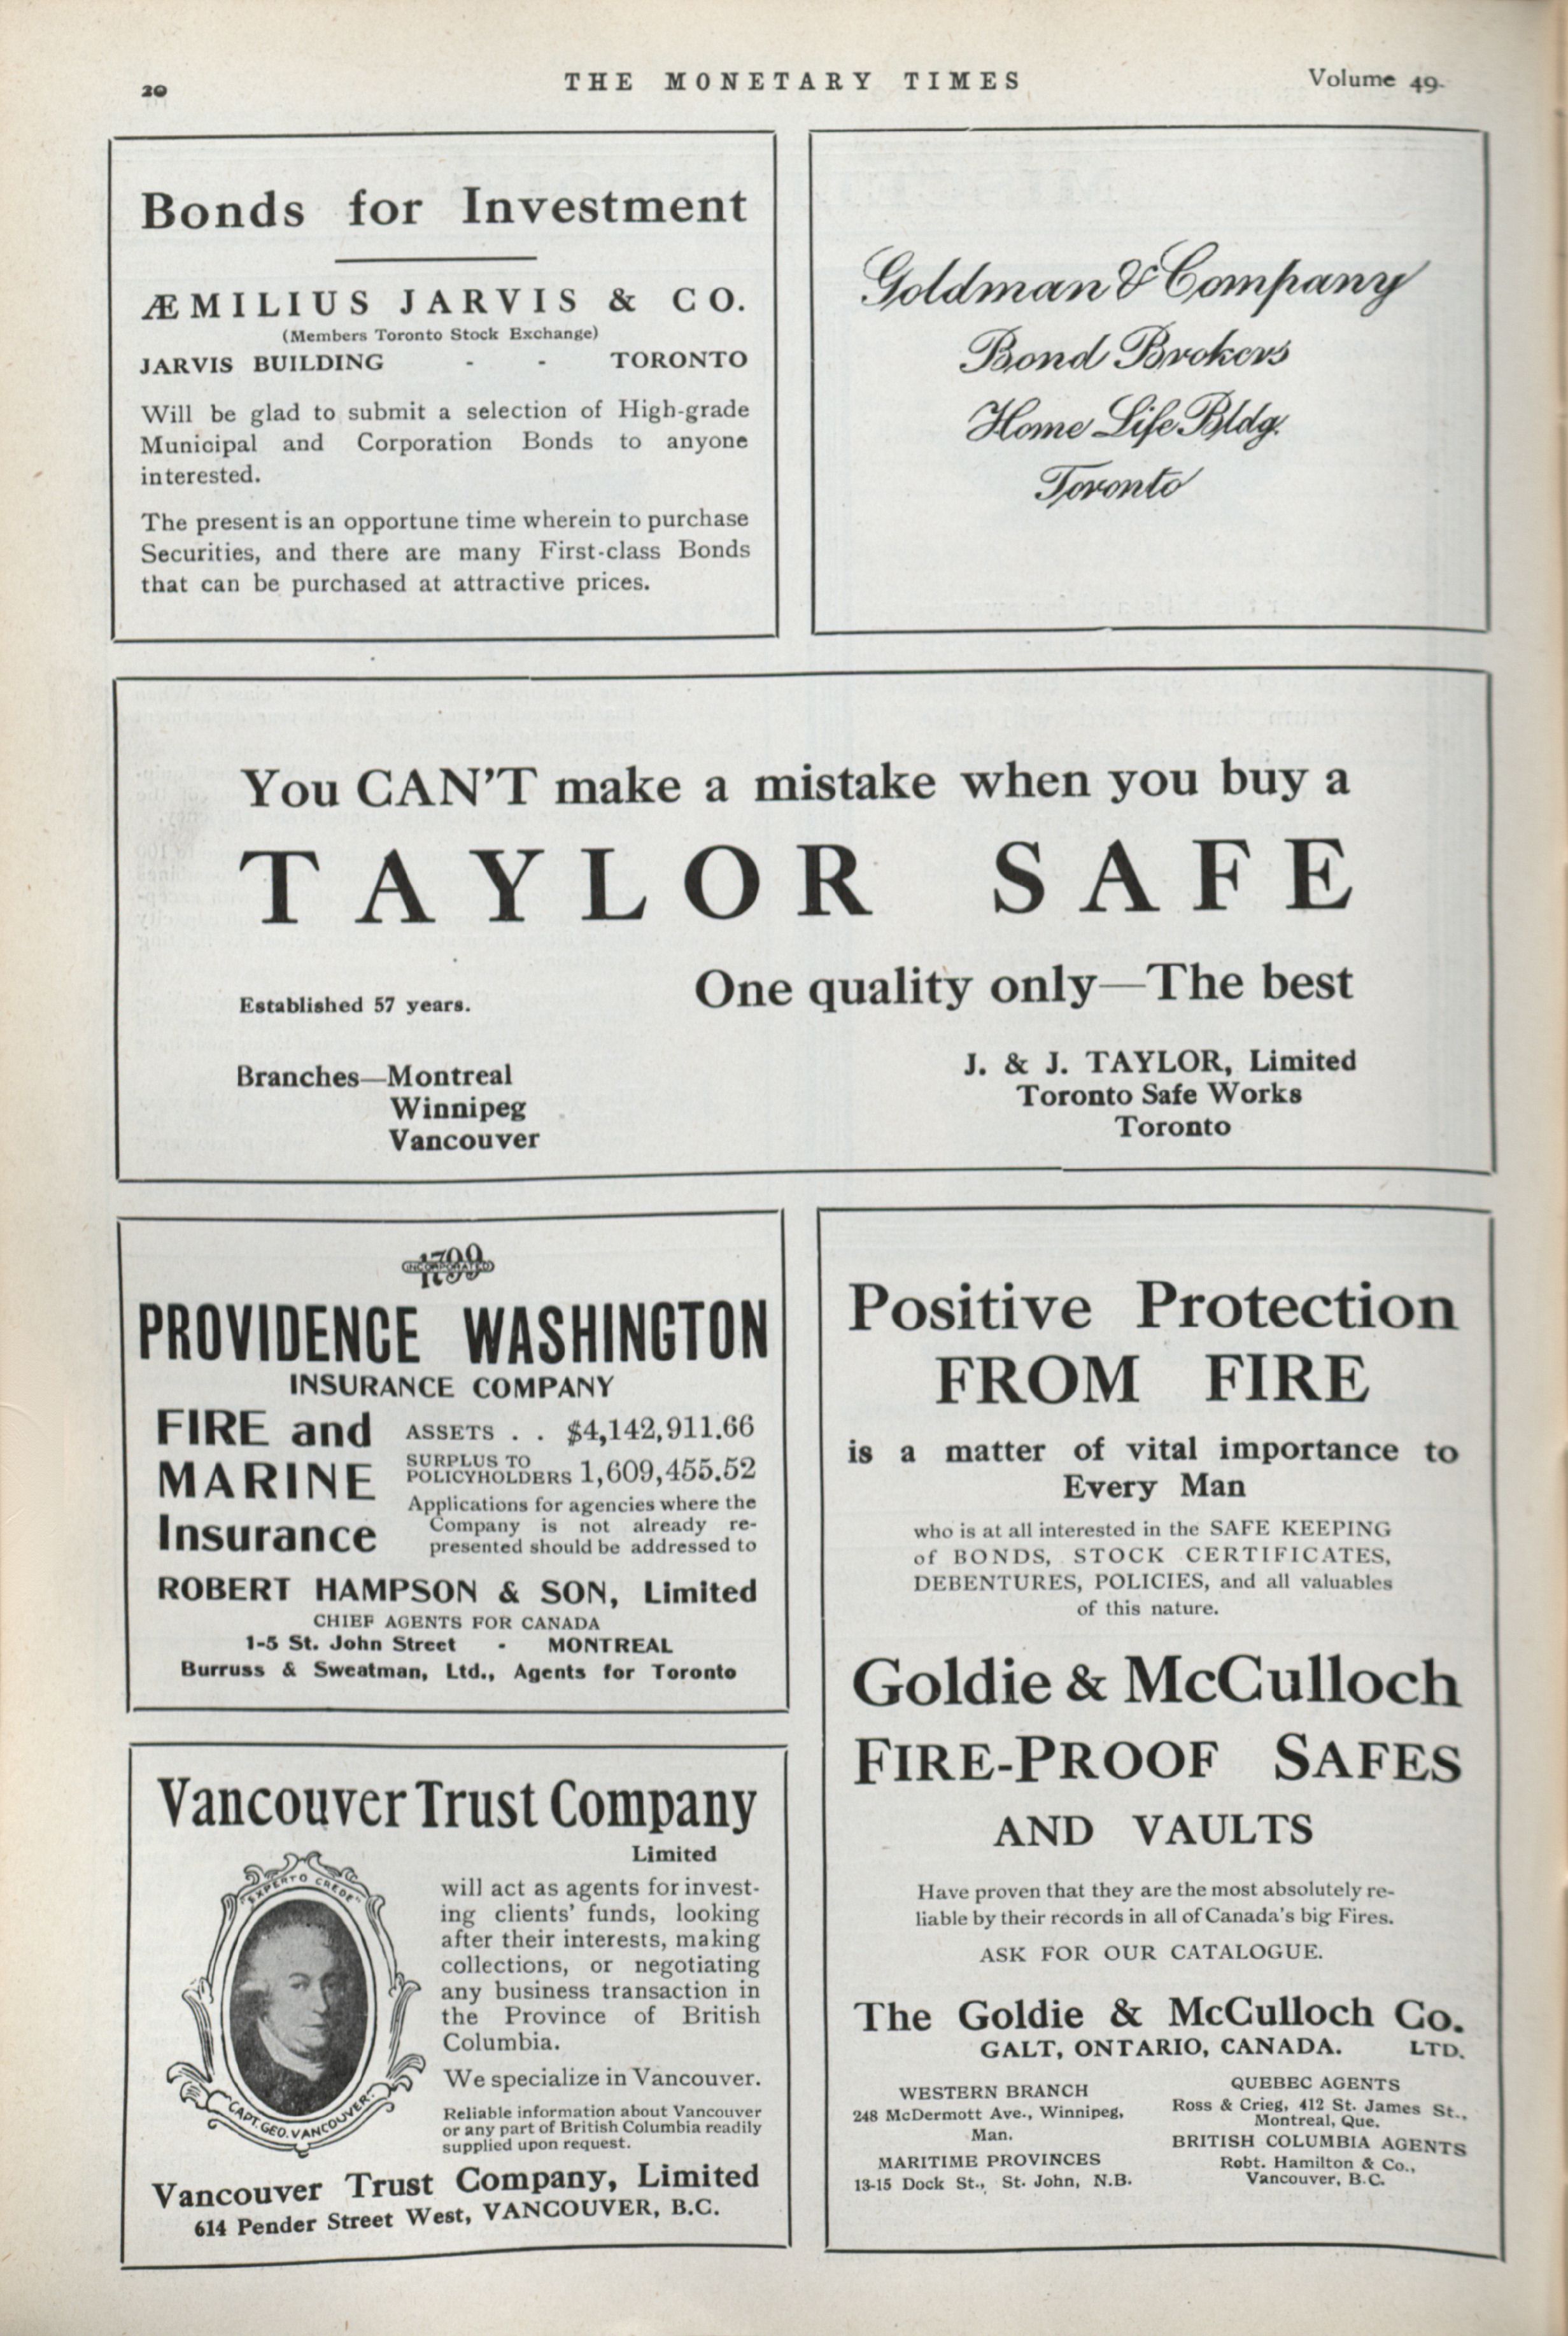 20
THE MONETARY TIMES
Volume 49.
Bonds for Investment
ÆMILIUS JARVIS & CO.
(Members Toronto Stock Exchange)
JARVIS BUILDING - - TORONTO
Will be glad to submit a selection of High-grade
Municipal and Corporation Bonds to anyone
interested.
The present is an opportune time wherein to purchase
Securities, and there are many First-class Bonds
that can be purchased at attractive prices.
Goldman & Company
Bond Brokers
Home Life Bldg.
Toronto
You CAN'T make a mistake when you buy a
TAYLOR SAFE
One quality only—The best
Established 57 years.
Branches—Montreal
Winnipeg
Vancouver
J. & J. TAYLOR, Limited
Toronto Safe Works
Toronto
1799
INCORPORATED
PROVIDENCE WASHINGTON
INSURANCE COMPANY
FIRE and
MARINE
Insurance
ASSETS . . $4,142,911.66
SURPLUS TO
POLICYHOLDERS 1,609,455.52
Applications for agencies where the
Company is not already re-
presented should be addressed to
ROBERT HAMPSON & SON, Limited
CHIEF AGENTS FOR CANADA
1-5 St. John Street - MONTREAL
Burruss & Sweatman, Ltd., Agents for Toronto
Vancouver Trust Company
Limited
"EXPERTO CREDE"
CAPT. GEO. VANCOUVER.
will act as agents for invest-
ing clients' funds, looking
after their interests, making
collections, or negotiating
any business transaction in
the Province of British
Columbia.
We specialize in Vancouver.
Reliable information about Vancouver
or any part of British Columbia readily
supplied upon request.
Vancouver Trust Company, Limited
614 Pender Street West, VANCOUVER, B.C.
Positive Protection
FROM FIRE
is a matter of vital importance to
Every Man
who is at all interested in the SAFE KEEPING
of BONDS, STOCK CERTIFICATES,
DEBENTURES, POLICIES, and all valuables
of this nature.
Goldie & McCulloch
FIRE-PROOF SAFES
AND VAULTS
Have proven that they are the most absolutely re-
liable by their records in all of Canada's big Fires.
ASK FOR OUR CATALOGUE.
The Goldie & McCulloch Co.
GALT, ONTARIO, CANADA. LTD.
WESTERN BRANCH
248 McDermott Ave., Winnipeg,
Man.
MARITIME PROVINCES
13-15 Dock St., St. John, N.B.
QUEBEC AGENTS
Ross & Crieg, 412 St. James St.,
Montreal, Que.
BRITISH COLUMBIA AGENTS
Robt. Hamilton & Co.,
Vancouver, B.C.